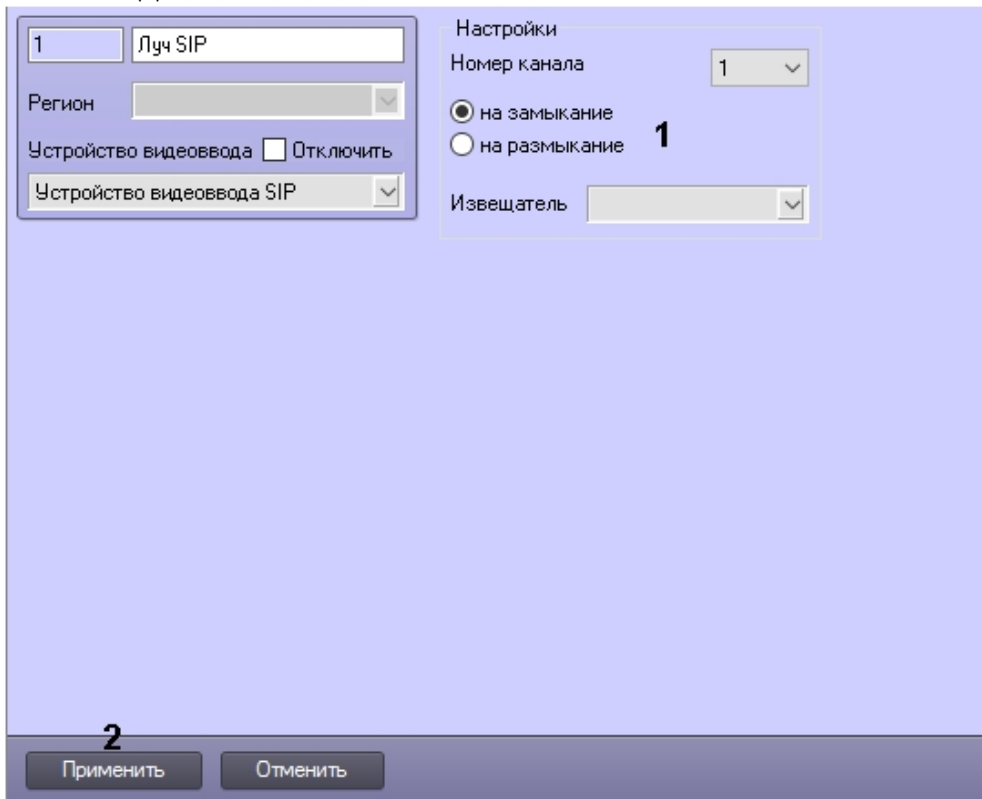 1 Луч SIP
Регион
Устройство видеоввода Отключить
Устройство видеоввода SIP
Настройки
Номер канала 1
на замыкание
на размыкание
1
Извещатель
2
Применить Отменить